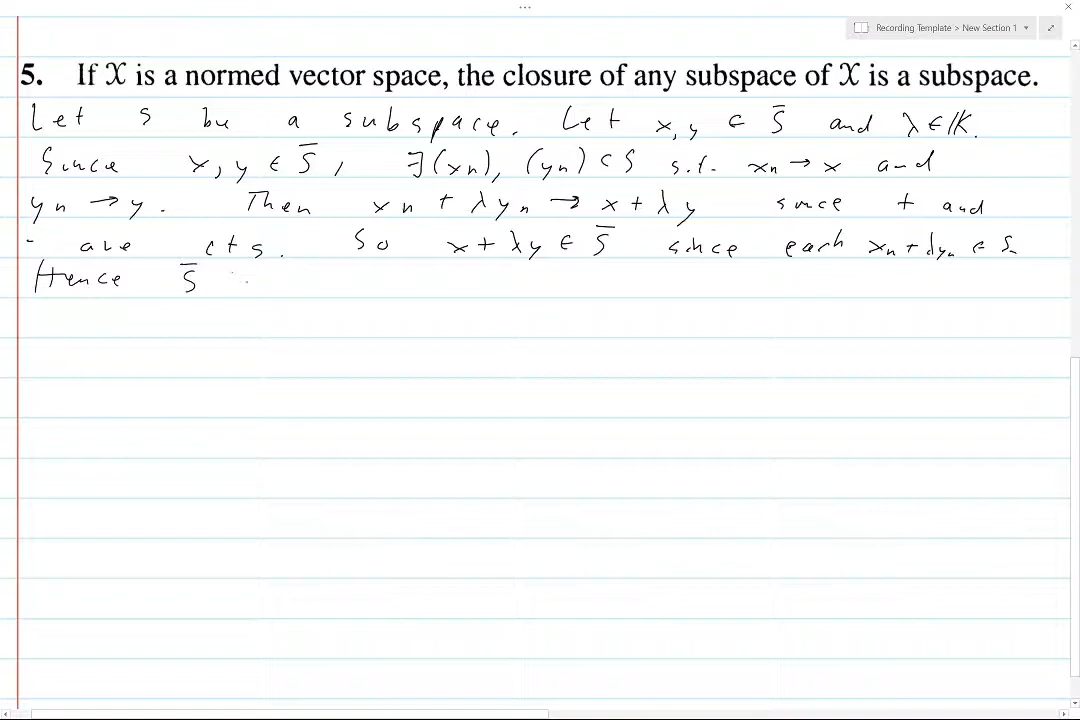 ...
Recording Template > New Section 1
5. If 𝒳 is a normed vector space, the closure of any subspace of 𝒳 is a subspace.
Let S be a subspace. Let x, y ∈ S̅ and λ ∈ K.
Since x, y ∈ S̅, ∃(xn), (yn) ⊂ S s.t. xn → x and
yn → y. Then xn + λyn → x + λy since + and
· are cts. So x + λy ∈ S̅ since each xn + λyn ∈ S.
Hence S̅